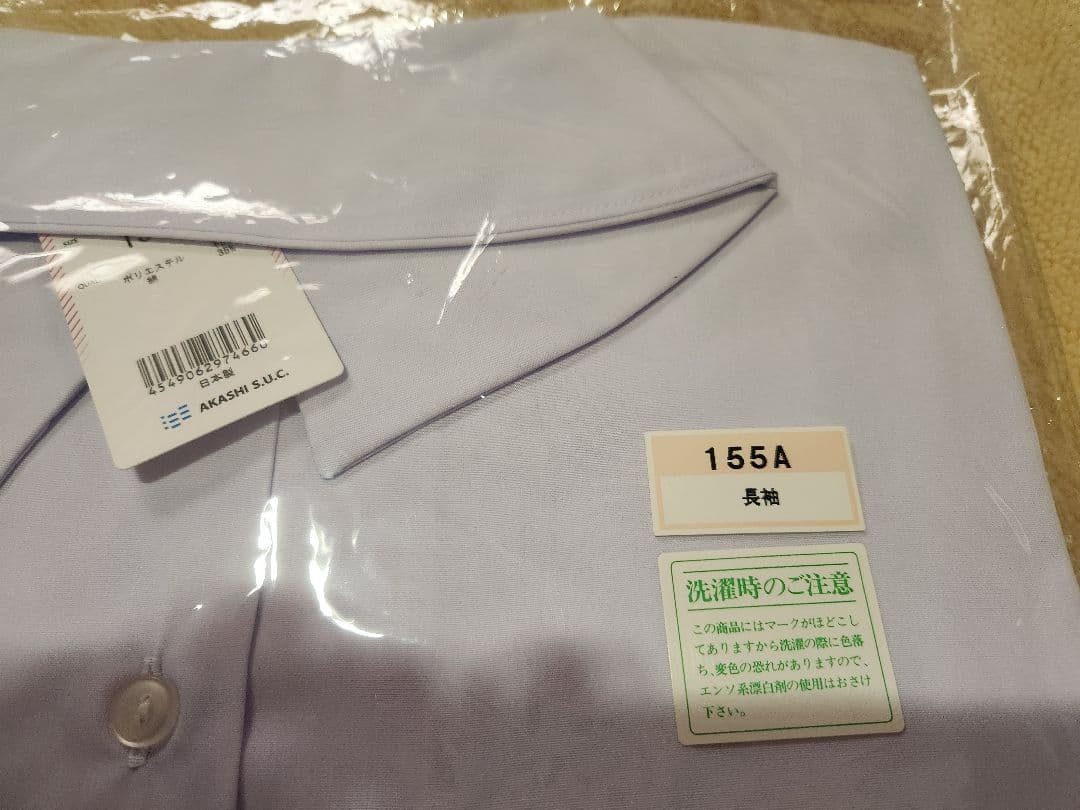 SIZE
QUAL
ポリエステル
綿
35%
4549062974660
日本製
AKASHI S.U.C.
155A
長袖
洗濯時のご注意
この商品にはマークがほどこし
てありますから洗濯の際に色落
ち、変色の恐れがありますので、
エンソ系漂白剤の使用はおさけ
下さい。